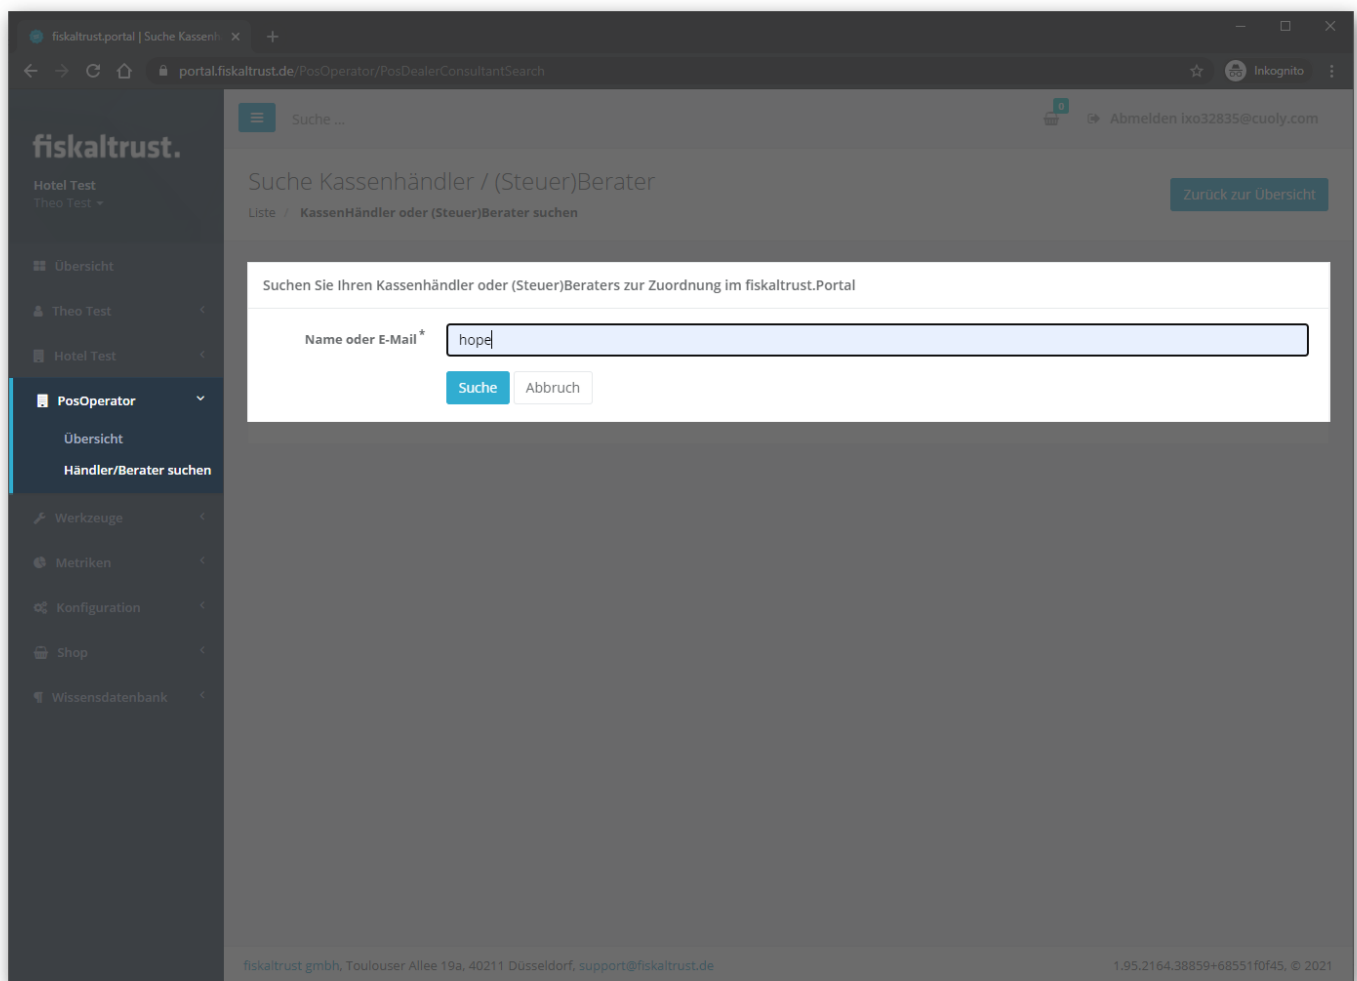 fiskaltrust.portal | Suche Kassenh
portal.fiskaltrust.de/PosOperator/PosDealerConsultantSearch
Inkognito
fiskaltrust.
Hotel Test
Theo Test
Suche ...
0
Abmelden ixo32835@cuoly.com
Suche Kassenhändler / (Steuer)Berater
Liste / KassenHändler oder (Steuer)Berater suchen
Zurück zur Übersicht
Übersicht
Theo Test
Hotel Test
PosOperator
Übersicht
Händler/Berater suchen
Werkzeuge
Metriken
Konfiguration
Shop
Wissensdatenbank
Suchen Sie Ihren Kassenhändler oder (Steuer)Beraters zur Zuordnung im fiskaltrust.Portal
Name oder E-Mail *
hope
Suche
Abbruch
fiskaltrust gmbh, Toulouser Allee 19a, 40211 Düsseldorf, support@fiskaltrust.de
1.95.2164.38859+68551f0f45, © 2021